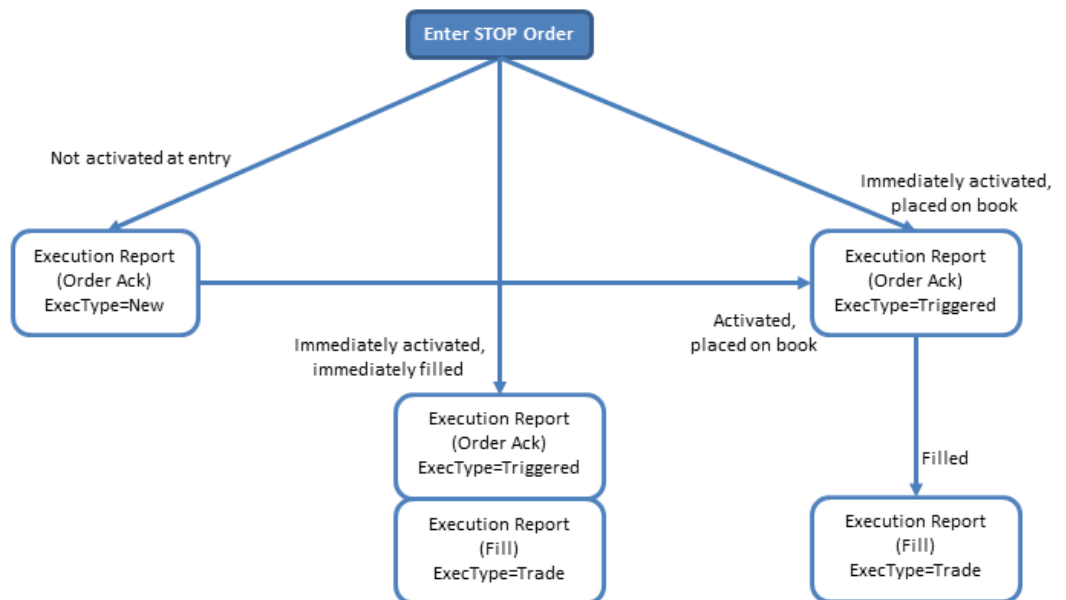 Enter STOP Order
Not activated at entry
Immediately activated,
placed on book
Execution Report
(Order Ack)
ExecType=New
Execution Report
(Order Ack)
ExecType=Triggered
Activated,
placed on book
Immediately activated,
immediately filled
Execution Report
(Order Ack)
ExecType=Triggered
Filled
Execution Report
(Fill)
ExecType=Trade
Execution Report
(Fill)
ExecType=Trade